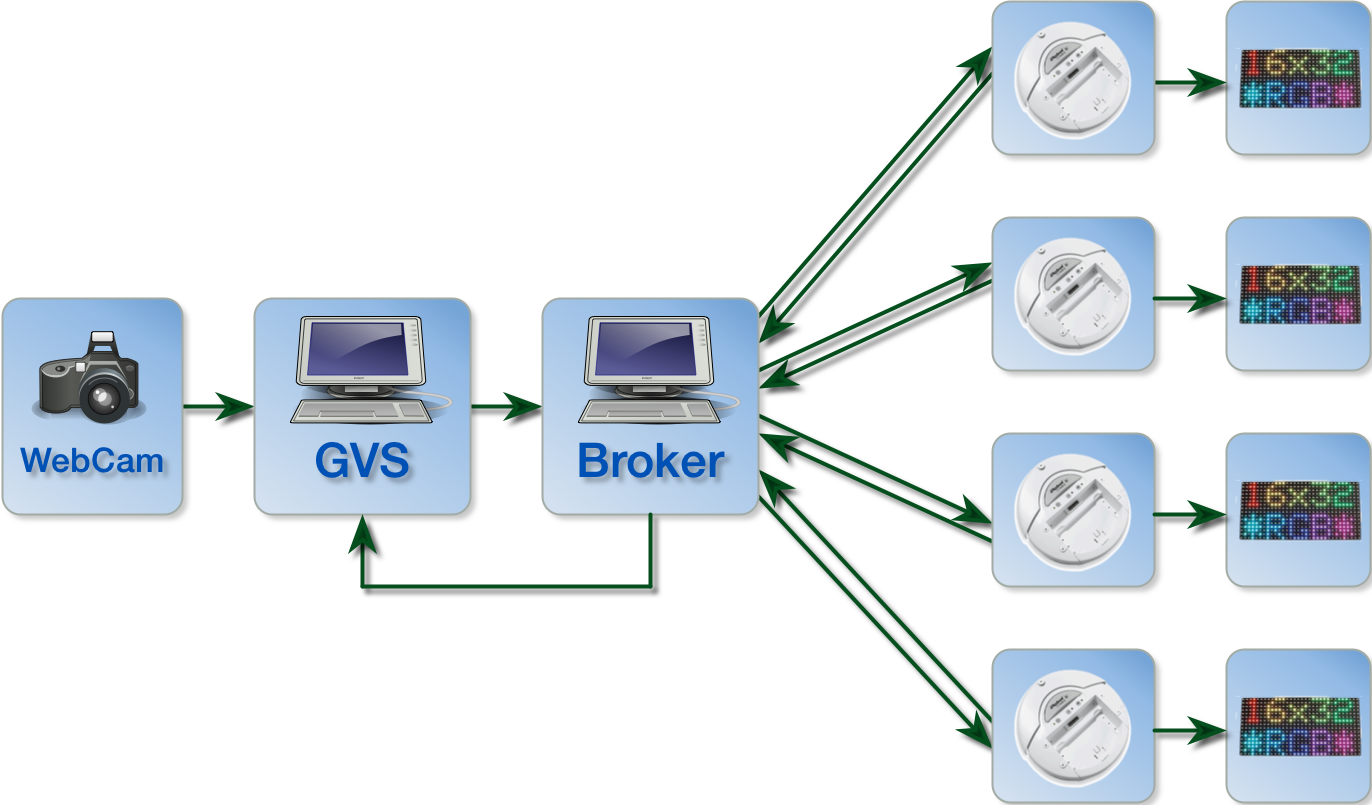 16x32
*RGB*
16x32
*RGB*
WebCam
GVS
Broker
16x32
*RGB*
16x32
*RGB*